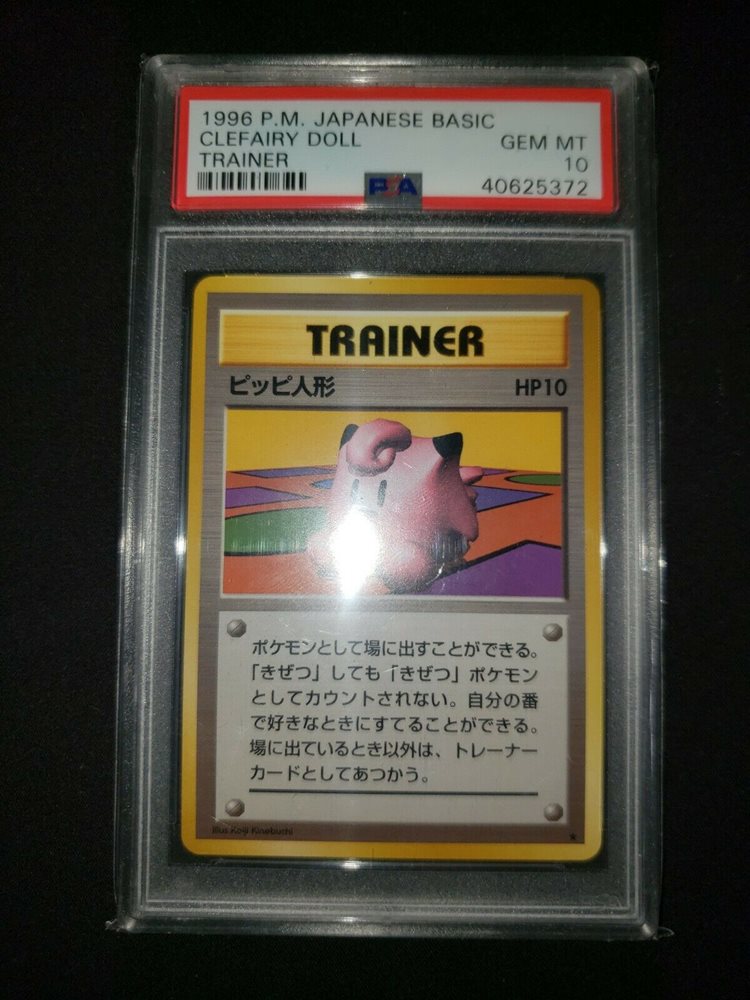 1996 P.M. JAPANESE BASIC
CLEFAIRY DOLL GEM MT
TRAINER 10
PSA 40625372
TRAINER
ピッピ人形 HP10
ポケモンとして場に出すことができる。
「きぜつ」しても「きぜつ」ポケモン
としてカウントされない。自分の番
で好きなときにすてることができる。
場に出ているとき以外は、トレーナー
カードとしてあつかう。
Illus. Keiji Kinebuchi